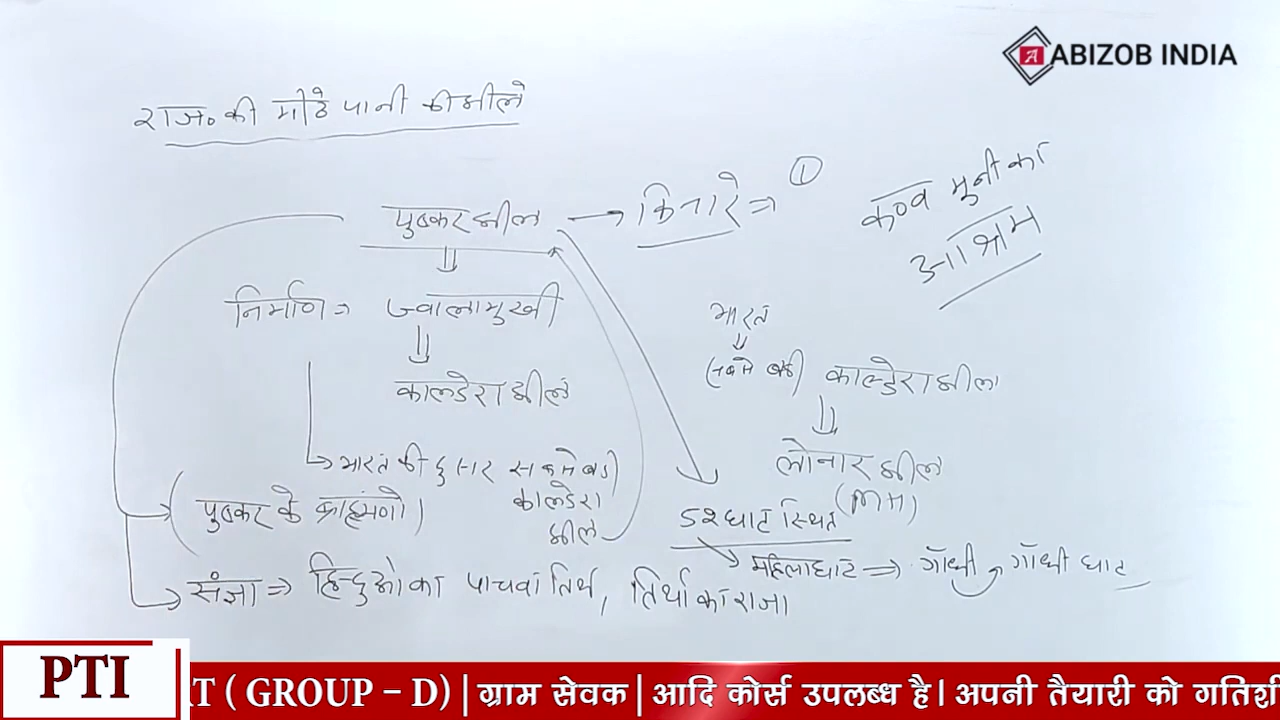 ABIZOB INDIA
राज० की मीठे पानी की झीले
पुष्कर झील → किनारे ⇒ ①
कण्व मुनी का
आश्रम
निर्माण ⇒ ज्वालामुखी
काल्डेरा झील
भारत की दुसर सबसे बड़ी
काल्डेरा
झील
भारत
(सबसे बड़ी) काल्डेरा झील
लोनार झील
(MH)
52 घाट स्थित
महिला घाट ⇒ गाँधी, गाँधी घाट
(पुष्कर के ब्राह्मणो)
संज्ञा ⇒ हिन्दुओ का पाचवा तिर्थ, तिर्थो का राजा
PTI
T ( GROUP – D) | ग्राम सेवक | आदि कोर्स उपलब्ध है। अपनी तैयारी को गतिशी